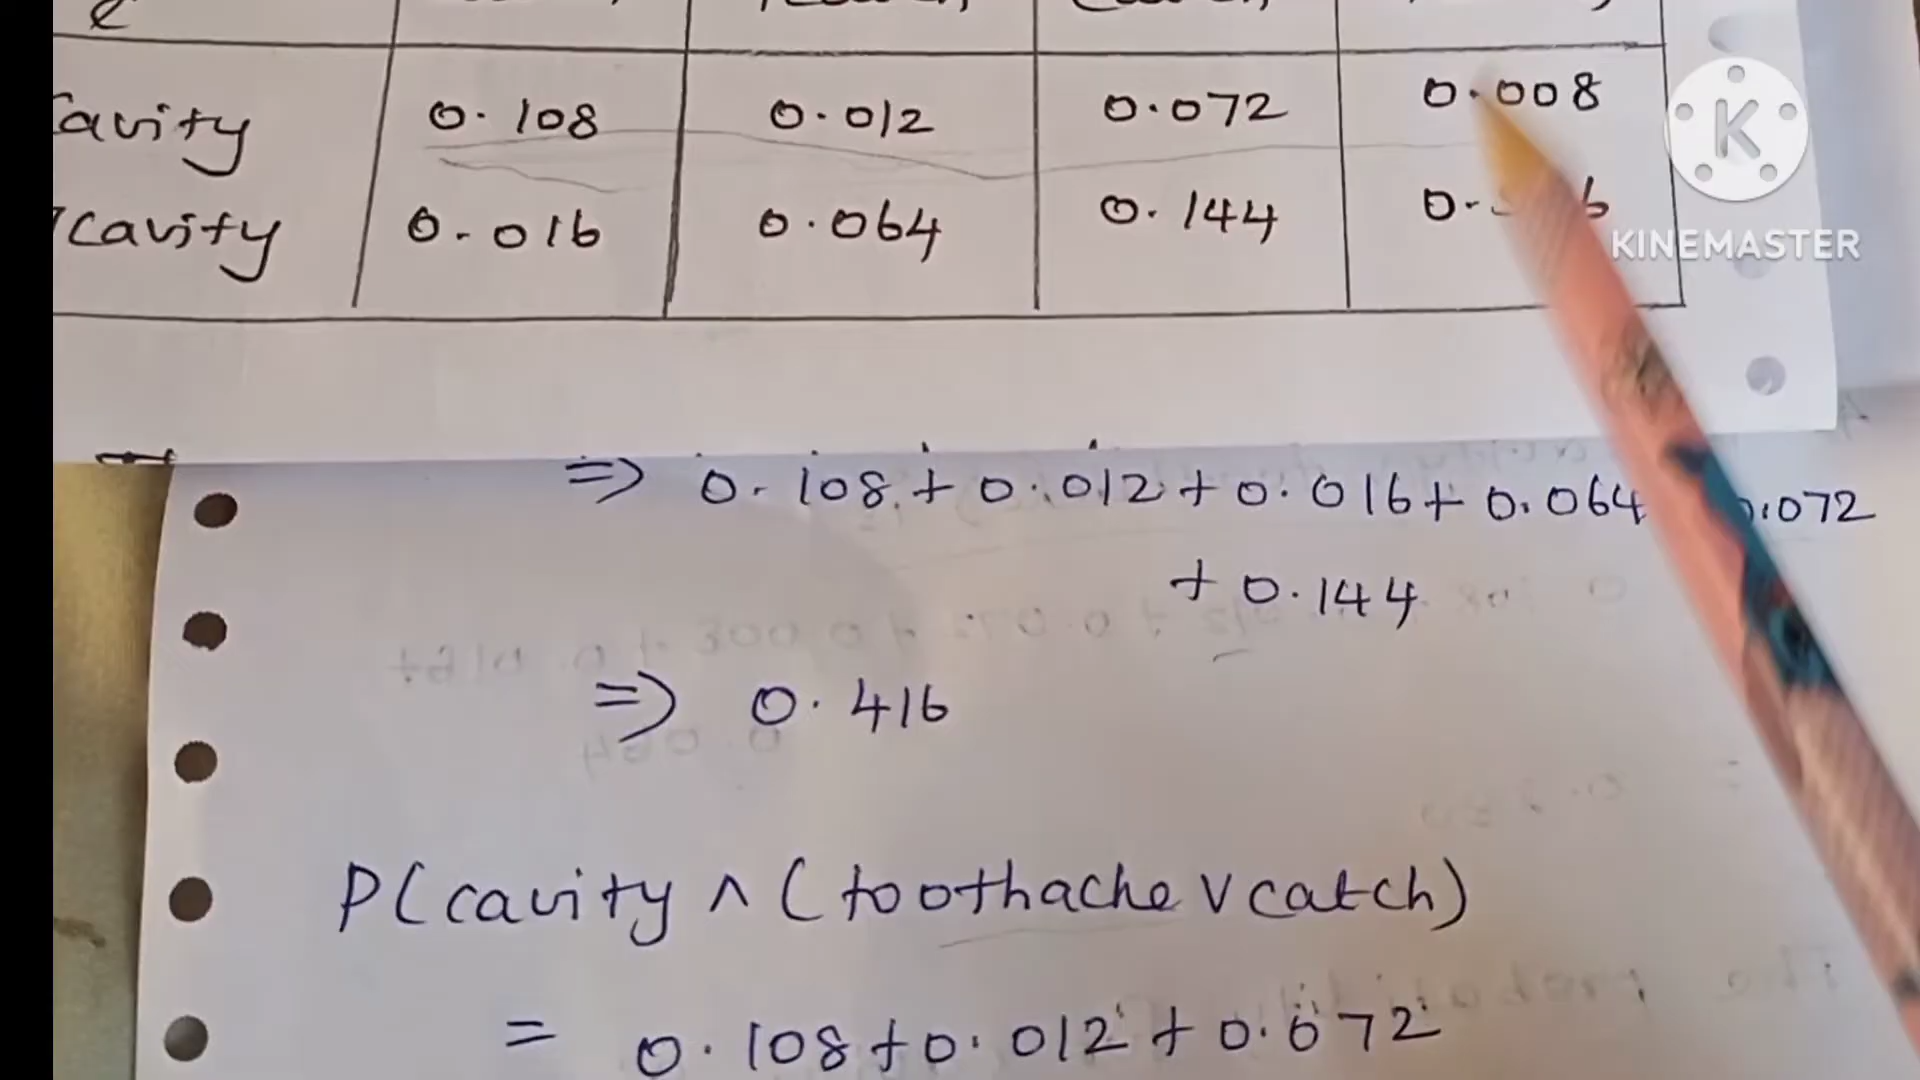 Cavity 0.108 0.012 0.072 0.008
¬cavity 0.016 0.064 0.144
K
KINEMASTER
=> 0.108 + 0.012 + 0.016 + 0.064 0.072
+ 0.144
=> 0.416
P(cavity ∧ (toothache ∨ catch)
= 0.108 + 0.012 + 0.072